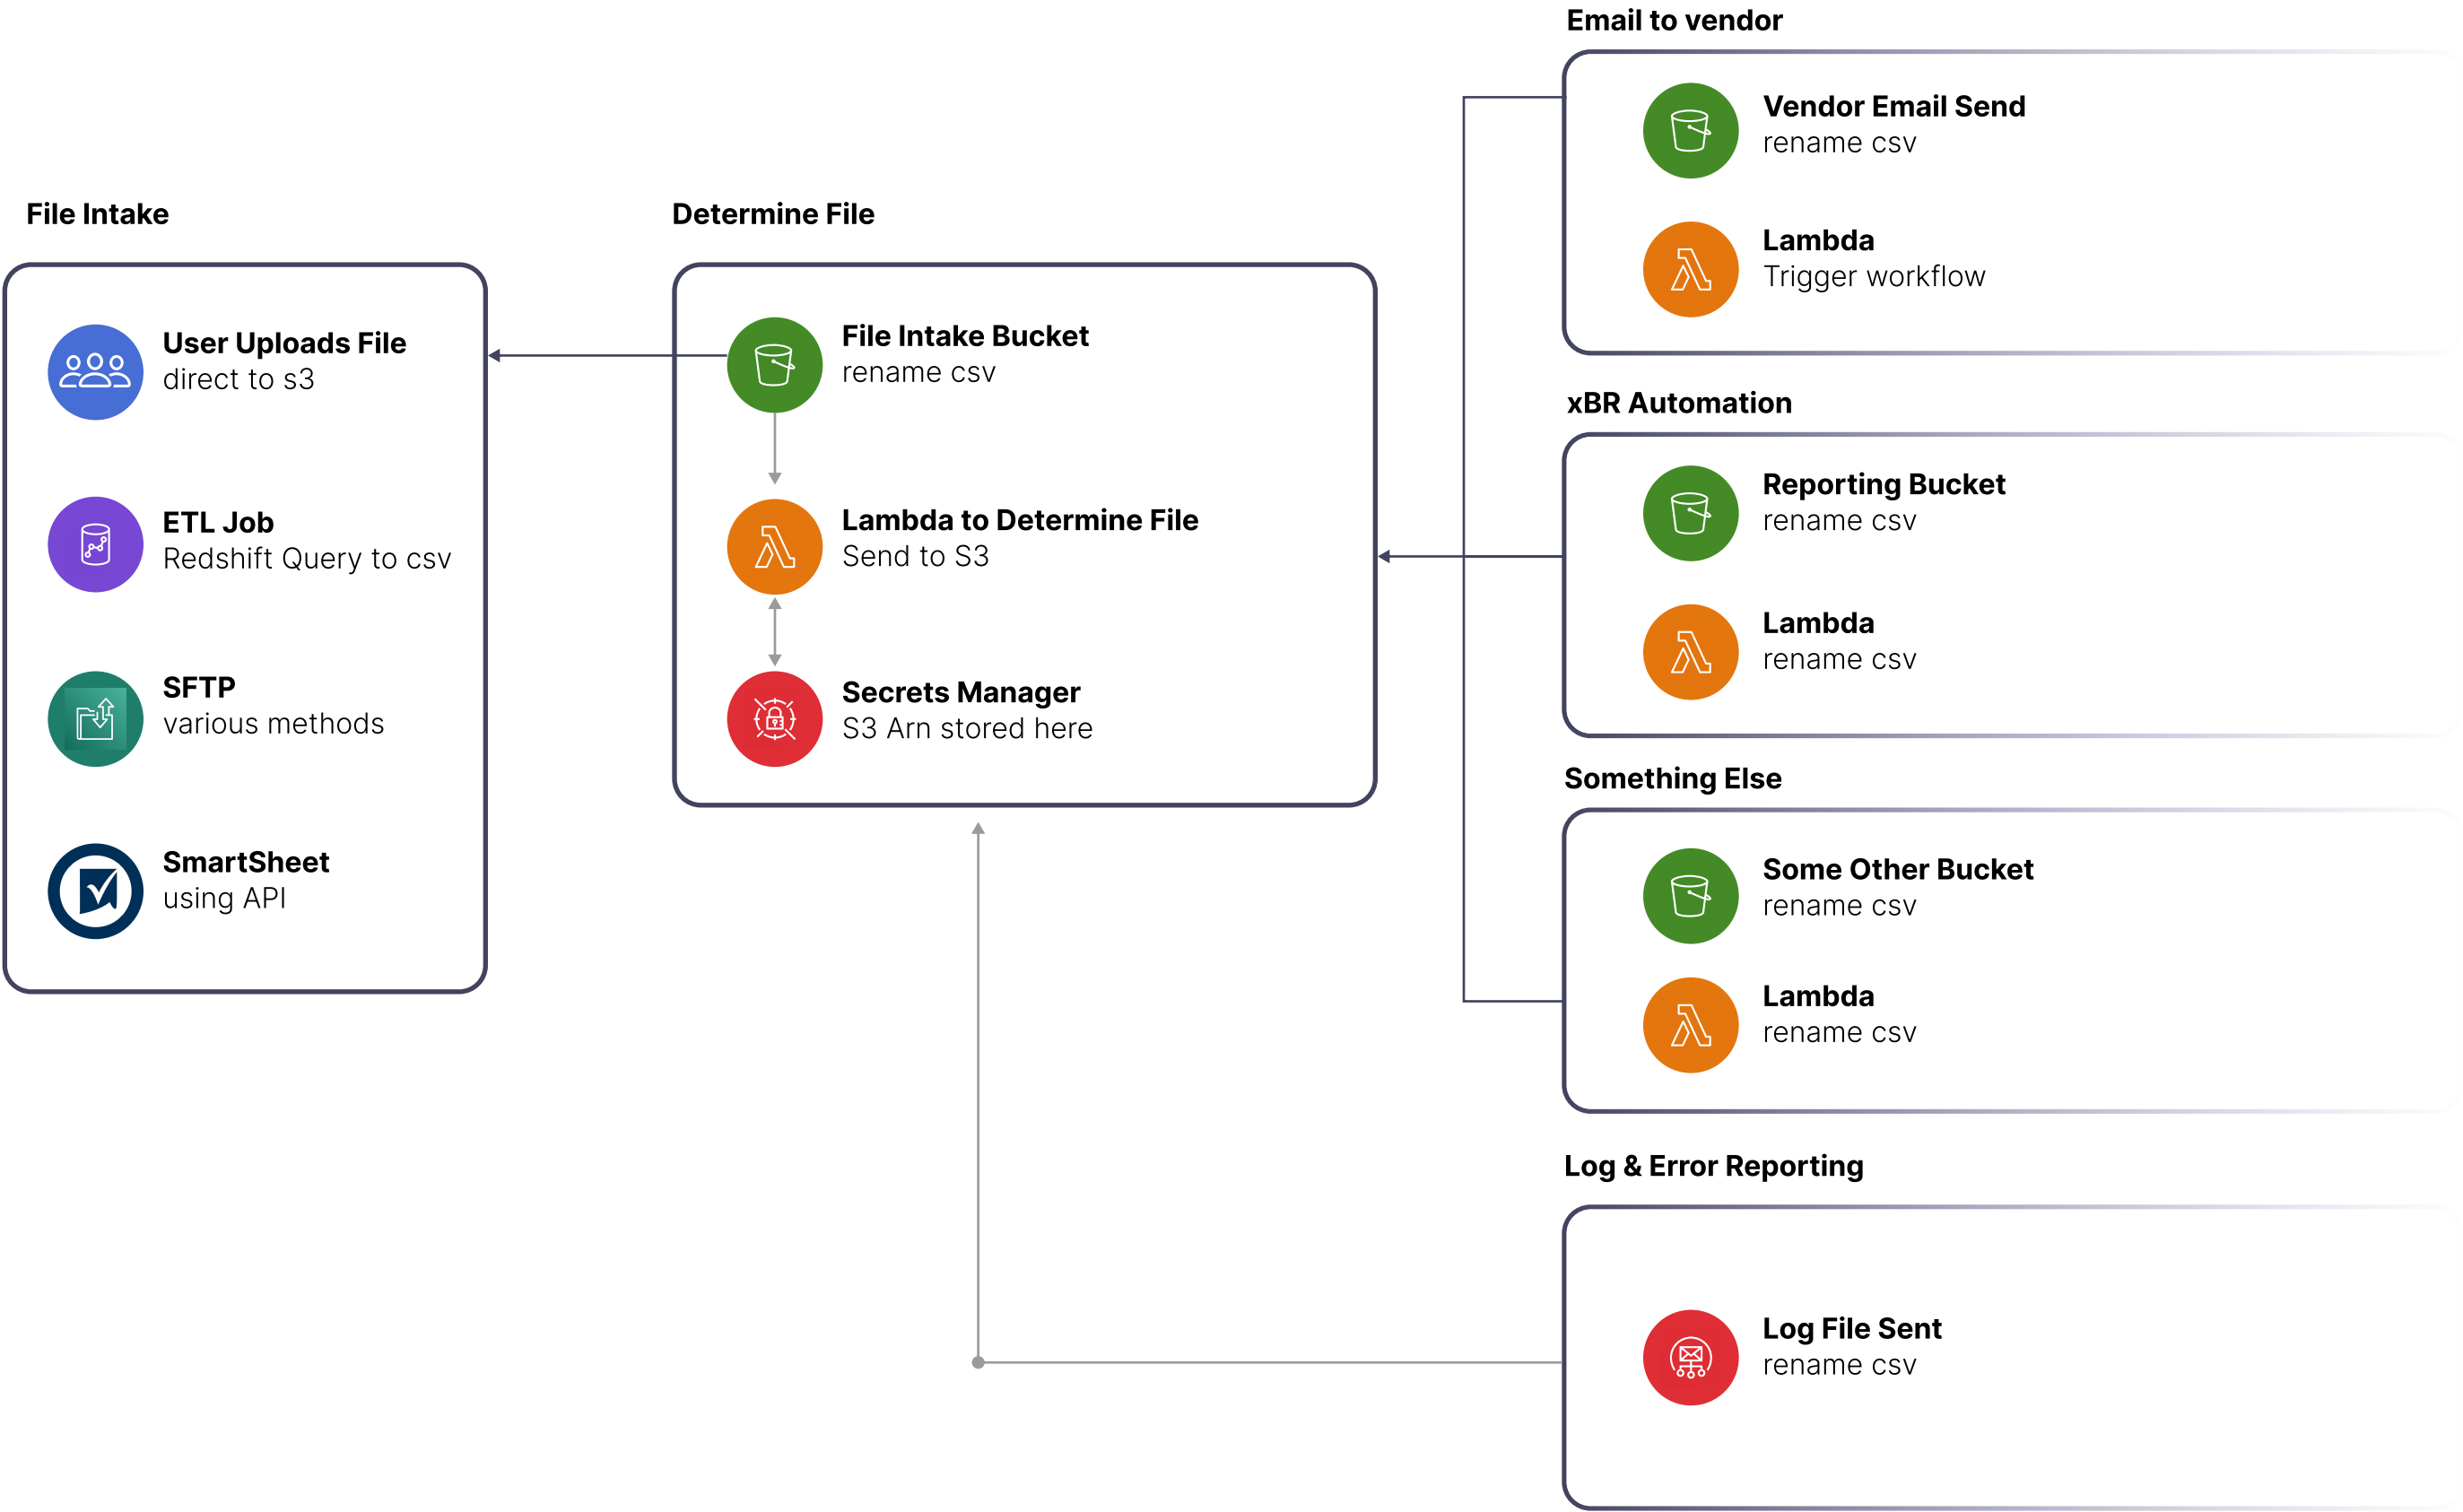 File Intake
User Uploads File
direct to s3
ETL Job
Redshift Query to csv
SFTP
various methods
SmartSheet
using API
Determine File
File Intake Bucket
rename csv
Lambda to Determine File
Send to S3
Secrets Manager
S3 Arn stored here
Email to vendor
Vendor Email Send
rename csv
Lambda
Trigger workflow
xBR Automation
Reporting Bucket
rename csv
Lambda
rename csv
Something Else
Some Other Bucket
rename csv
Lambda
rename csv
Log & Error Reporting
Log File Sent
rename csv